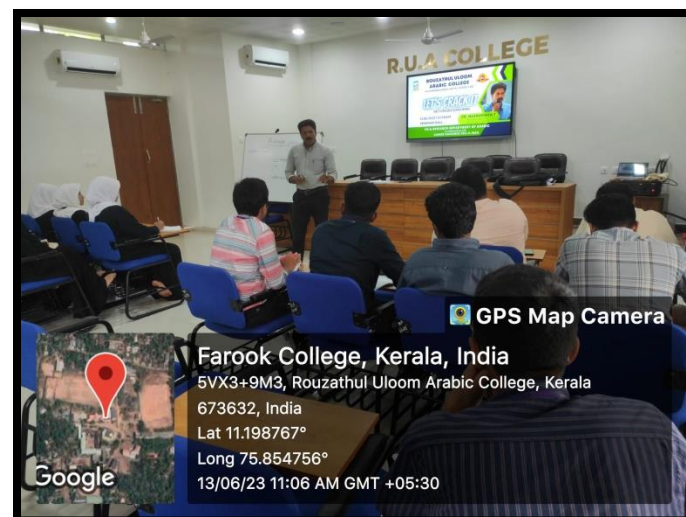 R.U.A COLLEGE
ROUZATHUL ULOOM
ARABIC COLLEGE
LET'S CRACK IT
GPS Map Camera
Farook College, Kerala, India
5VX3+9M3, Rouzathul Uloom Arabic College, Kerala
673632, India
Lat 11.198767°
Long 75.854756°
13/06/23 11:06 AM GMT +05:30
Google